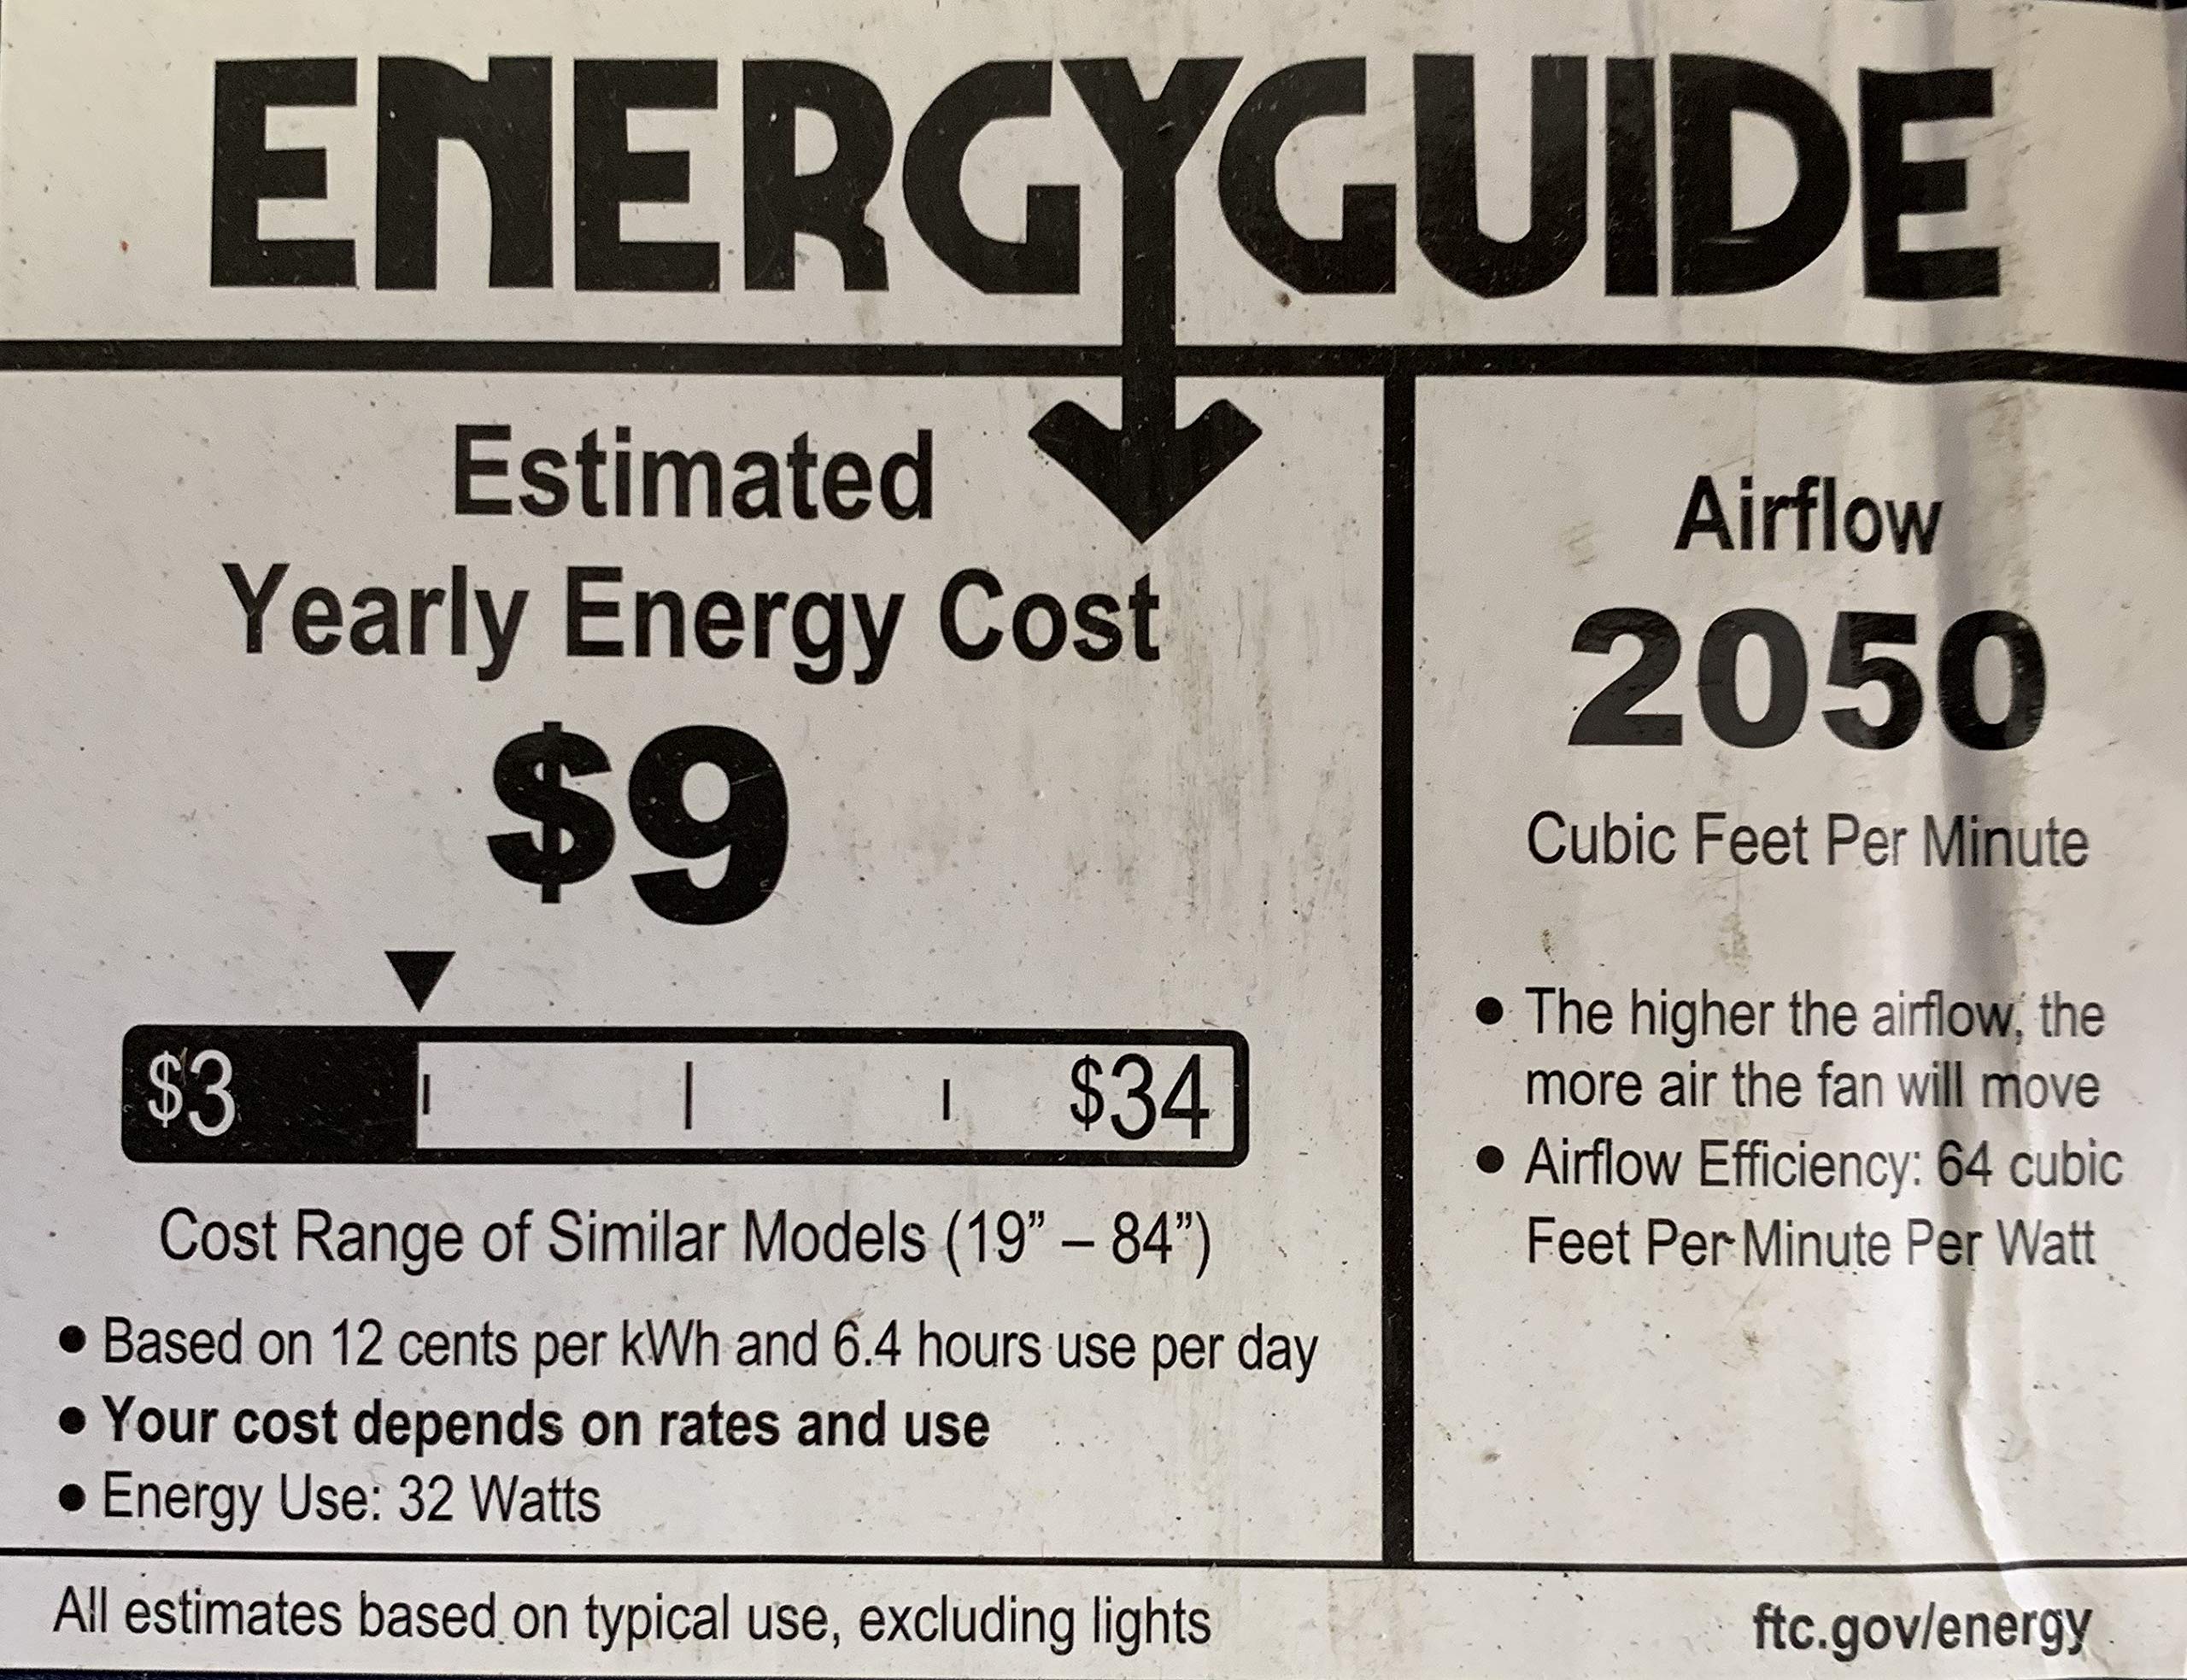 ENERGYGUIDE
Estimated
Yearly Energy Cost
$9
$3 $34
Cost Range of Similar Models (19” – 84”)
● Based on 12 cents per kWh and 6.4 hours use per day
● Your cost depends on rates and use
● Energy Use: 32 Watts
Airflow
2050
Cubic Feet Per Minute
● The higher the airflow, the
more air the fan will move
● Airflow Efficiency: 64 cubic
Feet Per Minute Per Watt
All estimates based on typical use, excluding lights
ftc.gov/energy